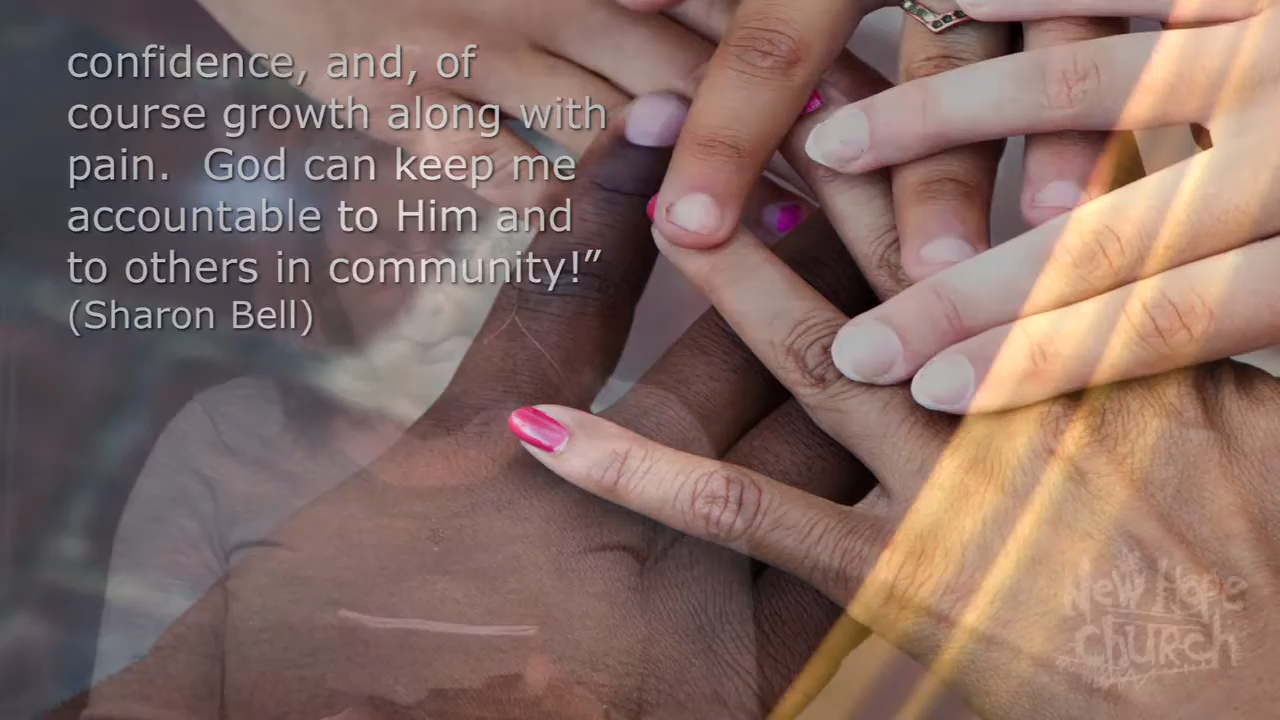 confidence, and, of
course growth along with
pain.  God can keep me
accountable to Him and
to others in community!”
(Sharon Bell)
New Hope
Church